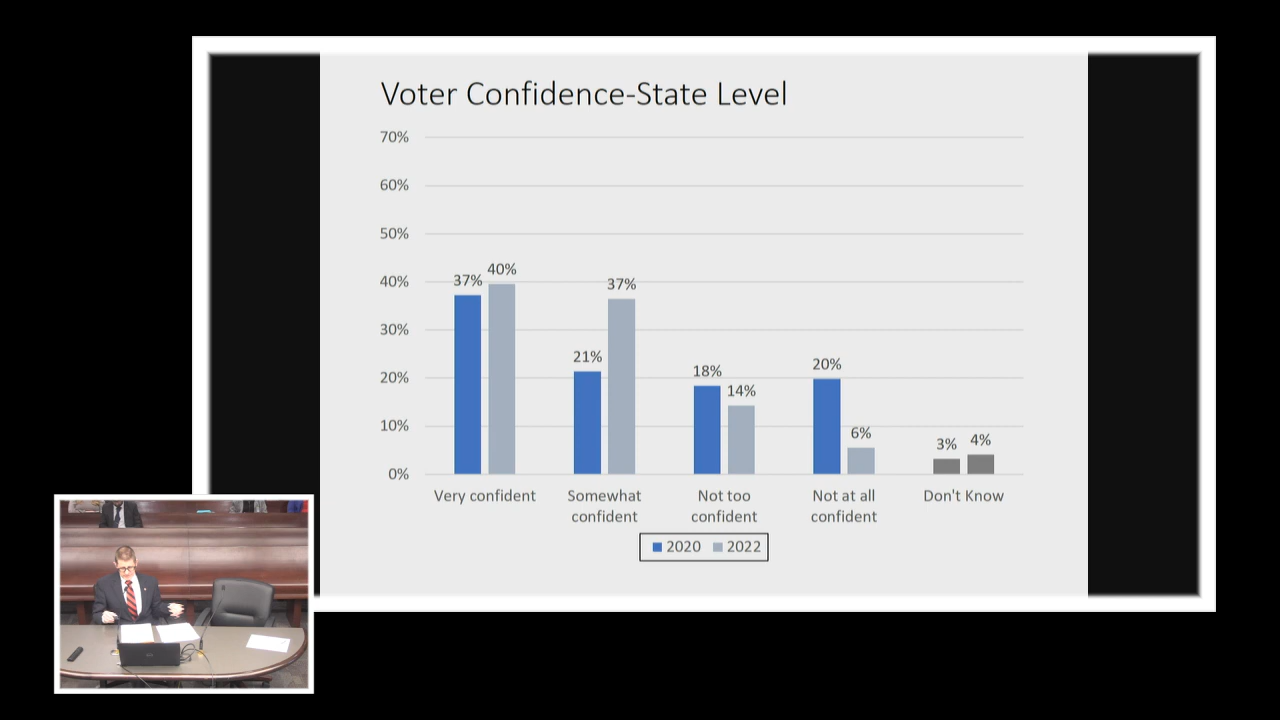 Voter Confidence-State Level
70%
60%
50%
40%
30%
20%
10%
0%
37% 40%
21% 37%
18% 14%
20% 6%
3% 4%
Very confident
Somewhat
confident
Not too
confident
Not at all
confident
Don't Know
2020 2022